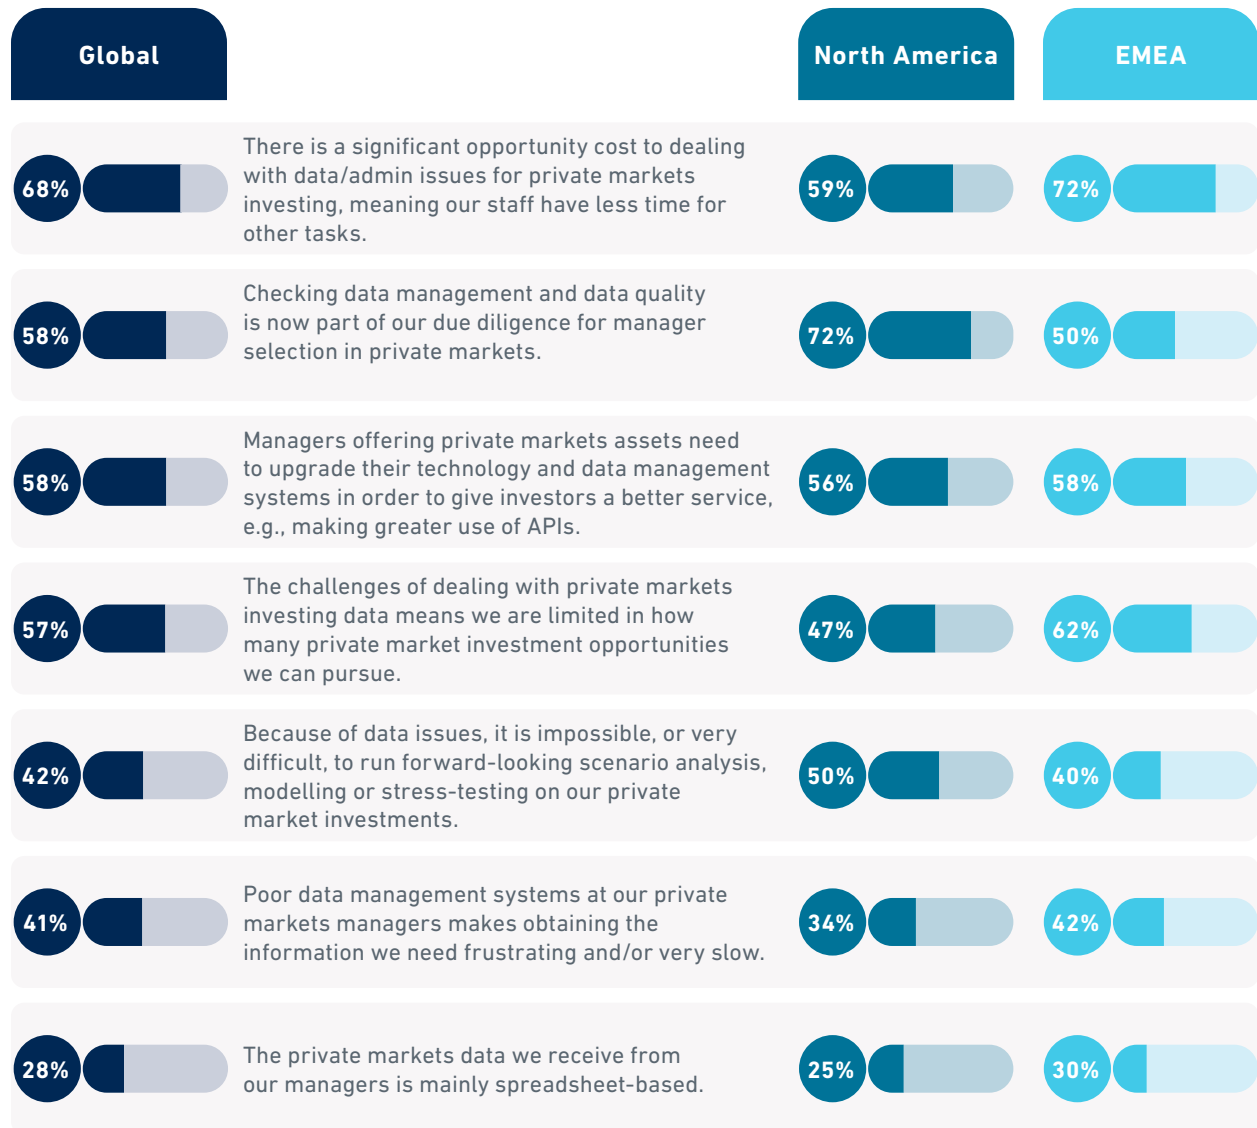 Global
North America
EMEA
68%
There is a significant opportunity cost to dealing
with data/admin issues for private markets
investing, meaning our staff have less time for
other tasks.
59%
72%
58%
Checking data management and data quality
is now part of our due diligence for manager
selection in private markets.
72%
50%
58%
Managers offering private markets assets need
to upgrade their technology and data management
systems in order to give investors a better service,
e.g., making greater use of APIs.
56%
58%
57%
The challenges of dealing with private markets
investing data means we are limited in how
many private market investment opportunities
we can pursue.
47%
62%
42%
Because of data issues, it is impossible, or very
difficult, to run forward-looking scenario analysis,
modelling or stress-testing on our private
market investments.
50%
40%
41%
Poor data management systems at our private
markets managers makes obtaining the
information we need frustrating and/or very slow.
34%
42%
28%
The private markets data we receive from
our managers is mainly spreadsheet-based.
25%
30%